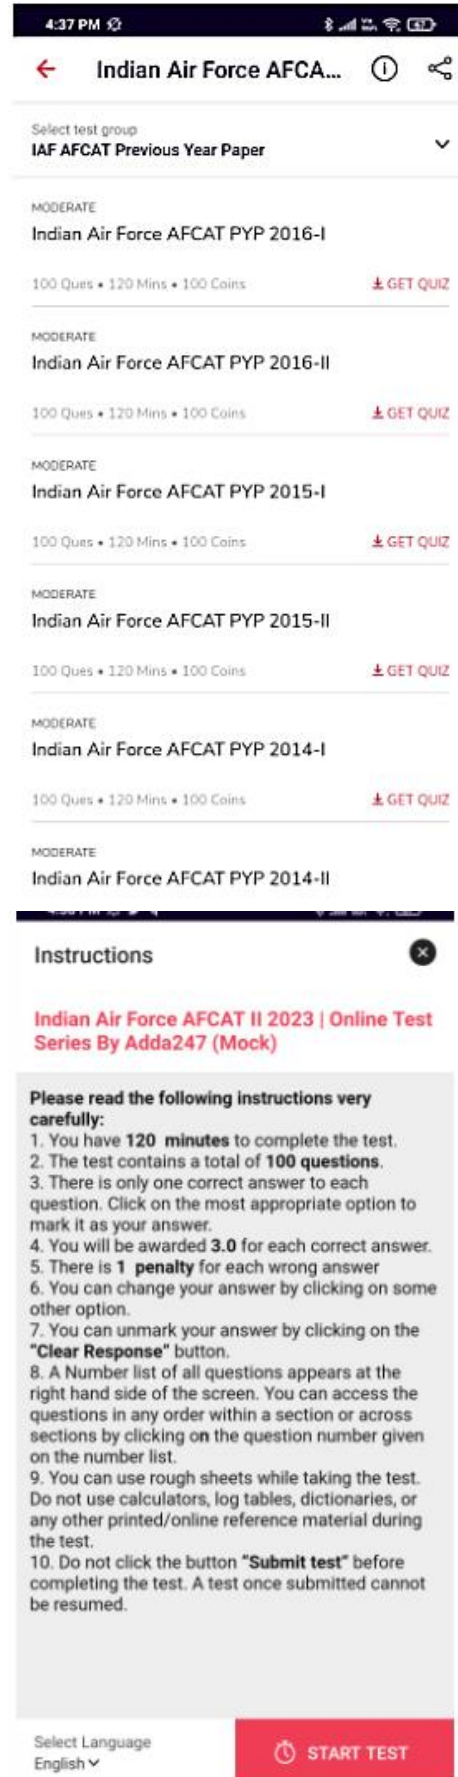 4:37 PM
Indian Air Force AFCA...
Select test group
IAF AFCAT Previous Year Paper
MODERATE
Indian Air Force AFCAT PYP 2016-I
100 Ques • 120 Mins • 100 Coins
GET QUIZ
MODERATE
Indian Air Force AFCAT PYP 2016-II
100 Ques • 120 Mins • 100 Coins
GET QUIZ
MODERATE
Indian Air Force AFCAT PYP 2015-I
100 Ques • 120 Mins • 100 Coins
GET QUIZ
MODERATE
Indian Air Force AFCAT PYP 2015-II
100 Ques • 120 Mins • 100 Coins
GET QUIZ
MODERATE
Indian Air Force AFCAT PYP 2014-I
100 Ques • 120 Mins • 100 Coins
GET QUIZ
MODERATE
Indian Air Force AFCAT PYP 2014-II
Instructions
Indian Air Force AFCAT II 2023 | Online Test
Series By Adda247 (Mock)
Please read the following instructions very
carefully:
1. You have 120 minutes to complete the test.
2. The test contains a total of 100 questions.
3. There is only one correct answer to each
question. Click on the most appropriate option to
mark it as your answer.
4. You will be awarded 3.0 for each correct answer.
5. There is 1 penalty for each wrong answer
6. You can change your answer by clicking on some
other option.
7. You can unmark your answer by clicking on the
"Clear Response" button.
8. A Number list of all questions appears at the
right hand side of the screen. You can access the
questions in any order within a section or across
sections by clicking on the question number given
on the number list.
9. You can use rough sheets while taking the test.
Do not use calculators, log tables, dictionaries, or
any other printed/online reference material during
the test.
10. Do not click the button "Submit test" before
completing the test. A test once submitted cannot
be resumed.
Select Language
English
START TEST